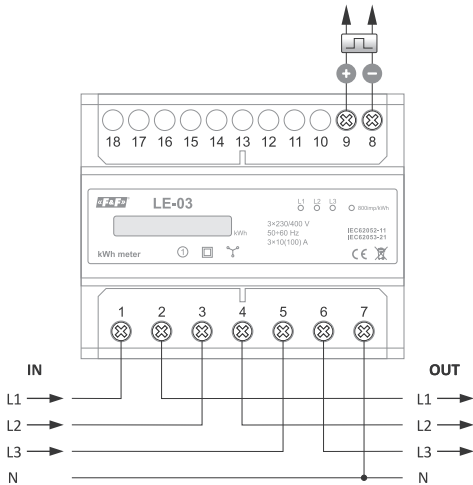 + −
18 17 16 15 14 13 12 11 10 9 8
F&F LE-03
L1 L2 L3
800imp/kWh
kWh
3×230/400 V
50÷60 Hz
3×10(100) A
IEC62052-11
IEC62053-21
kWh meter 1 CE
1 2 3 4 5 6 7
IN OUT
L1 L1
L2 L2
L3 L3
N N